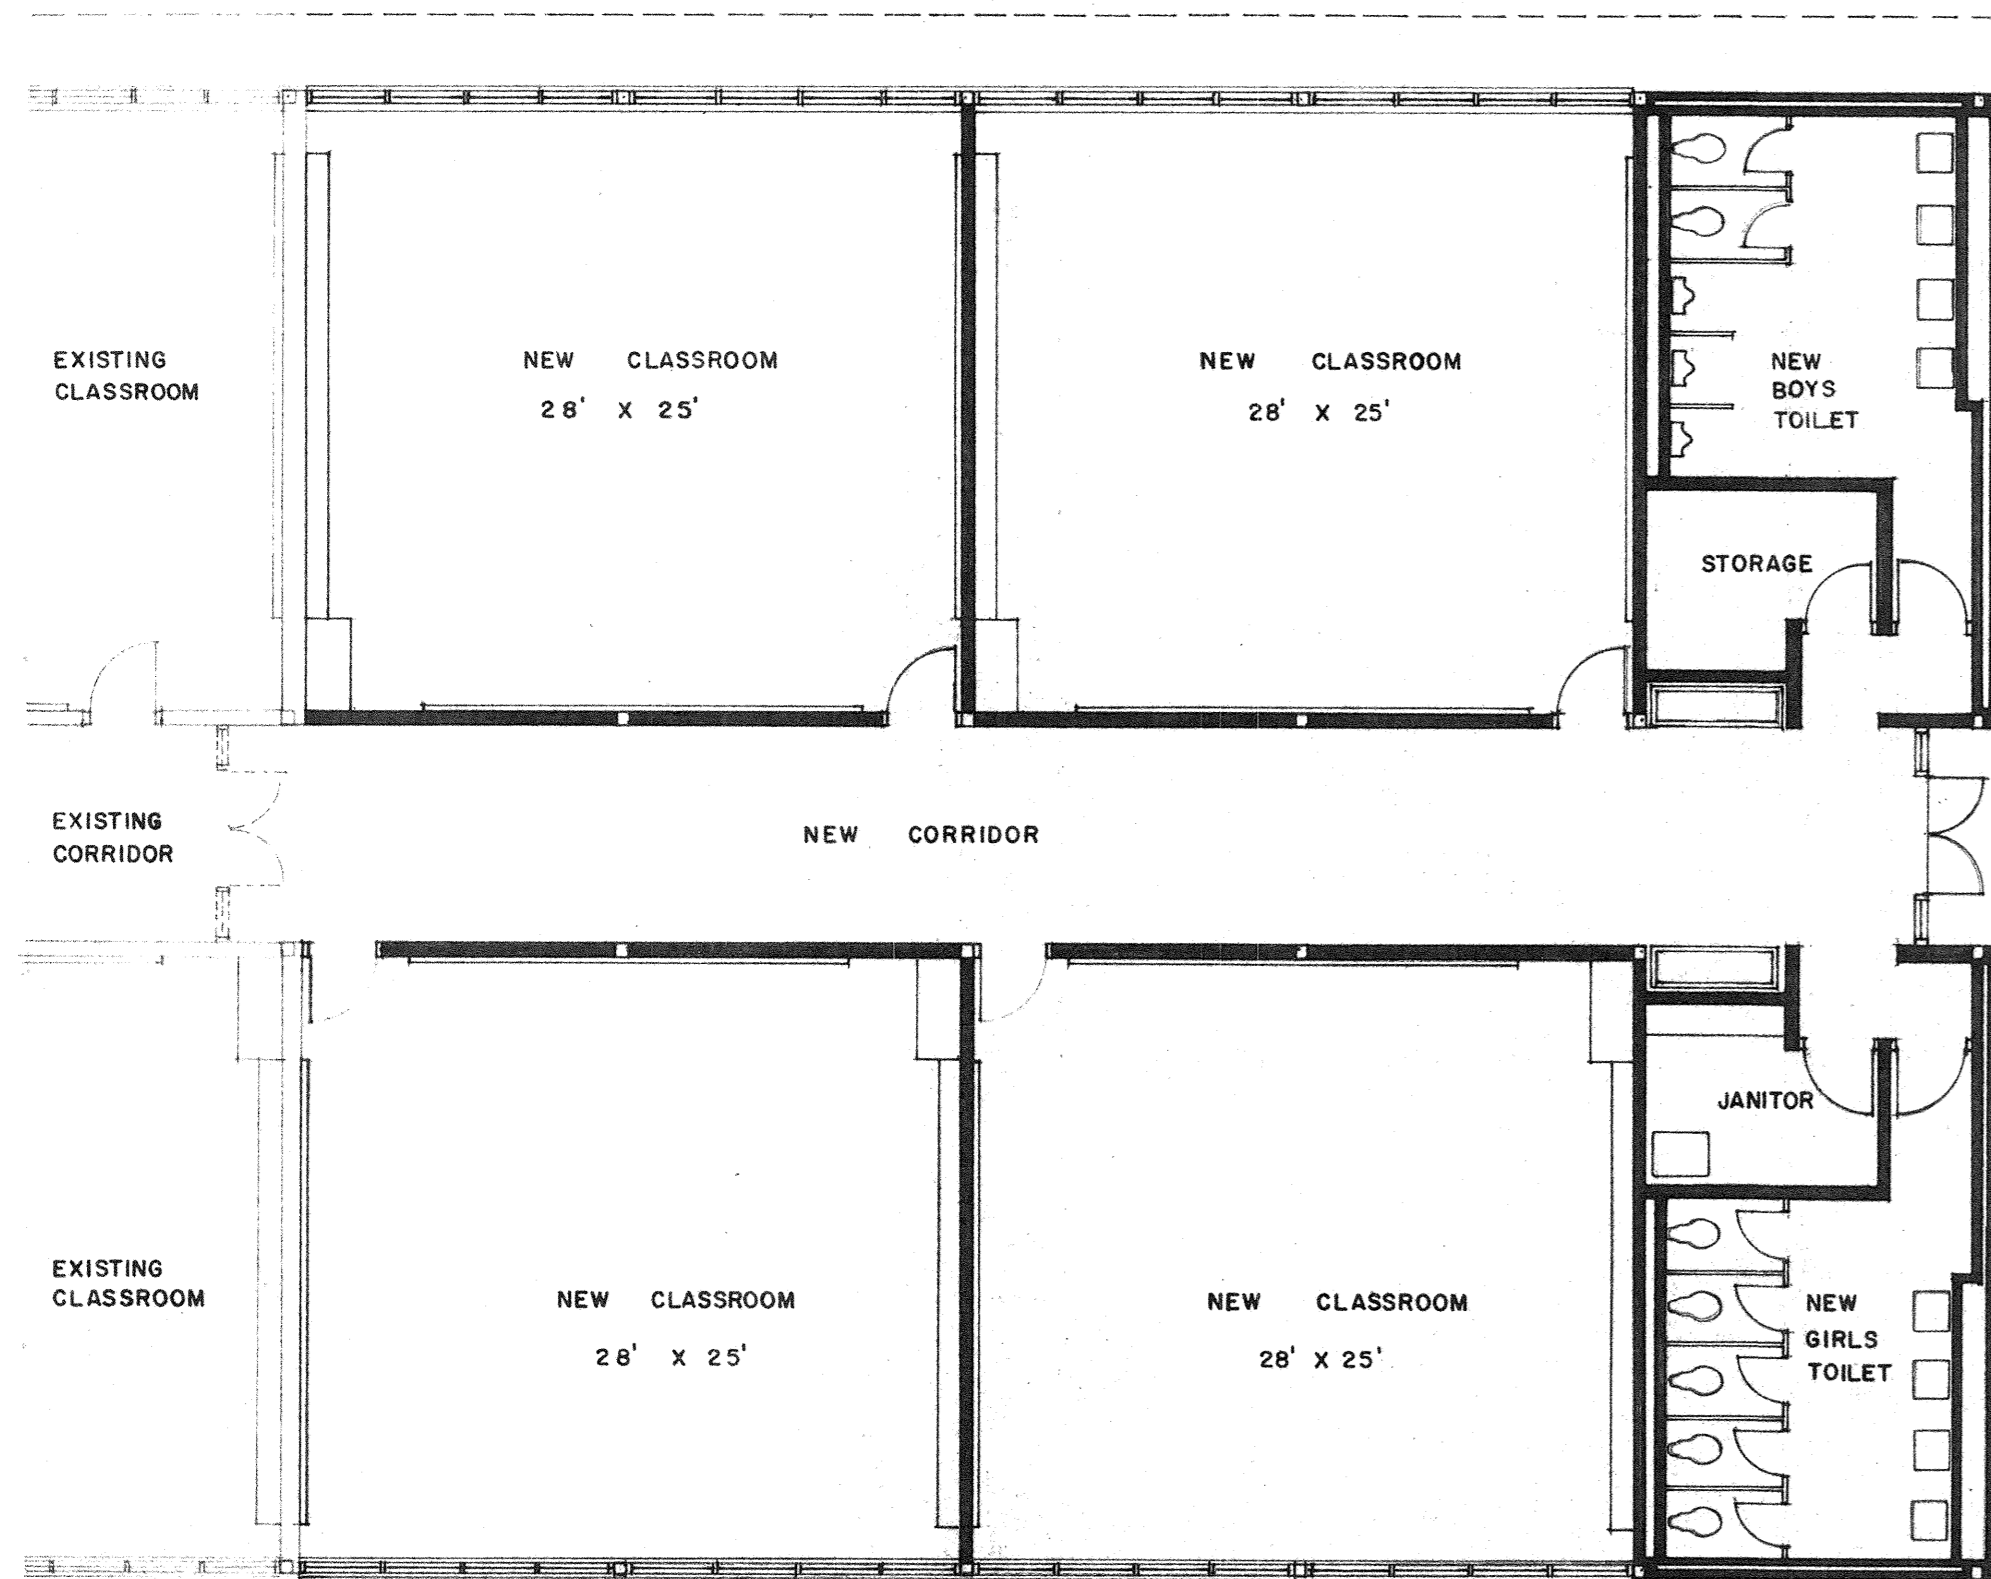 EXISTING
CLASSROOM
NEW CLASSROOM
28' X 25'
NEW CLASSROOM
28' X 25'
NEW
BOYS
TOILET
STORAGE
EXISTING
CORRIDOR
NEW CORRIDOR
JANITOR
EXISTING
CLASSROOM
NEW CLASSROOM
28' X 25'
NEW CLASSROOM
28' X 25'
NEW
GIRLS
TOILET